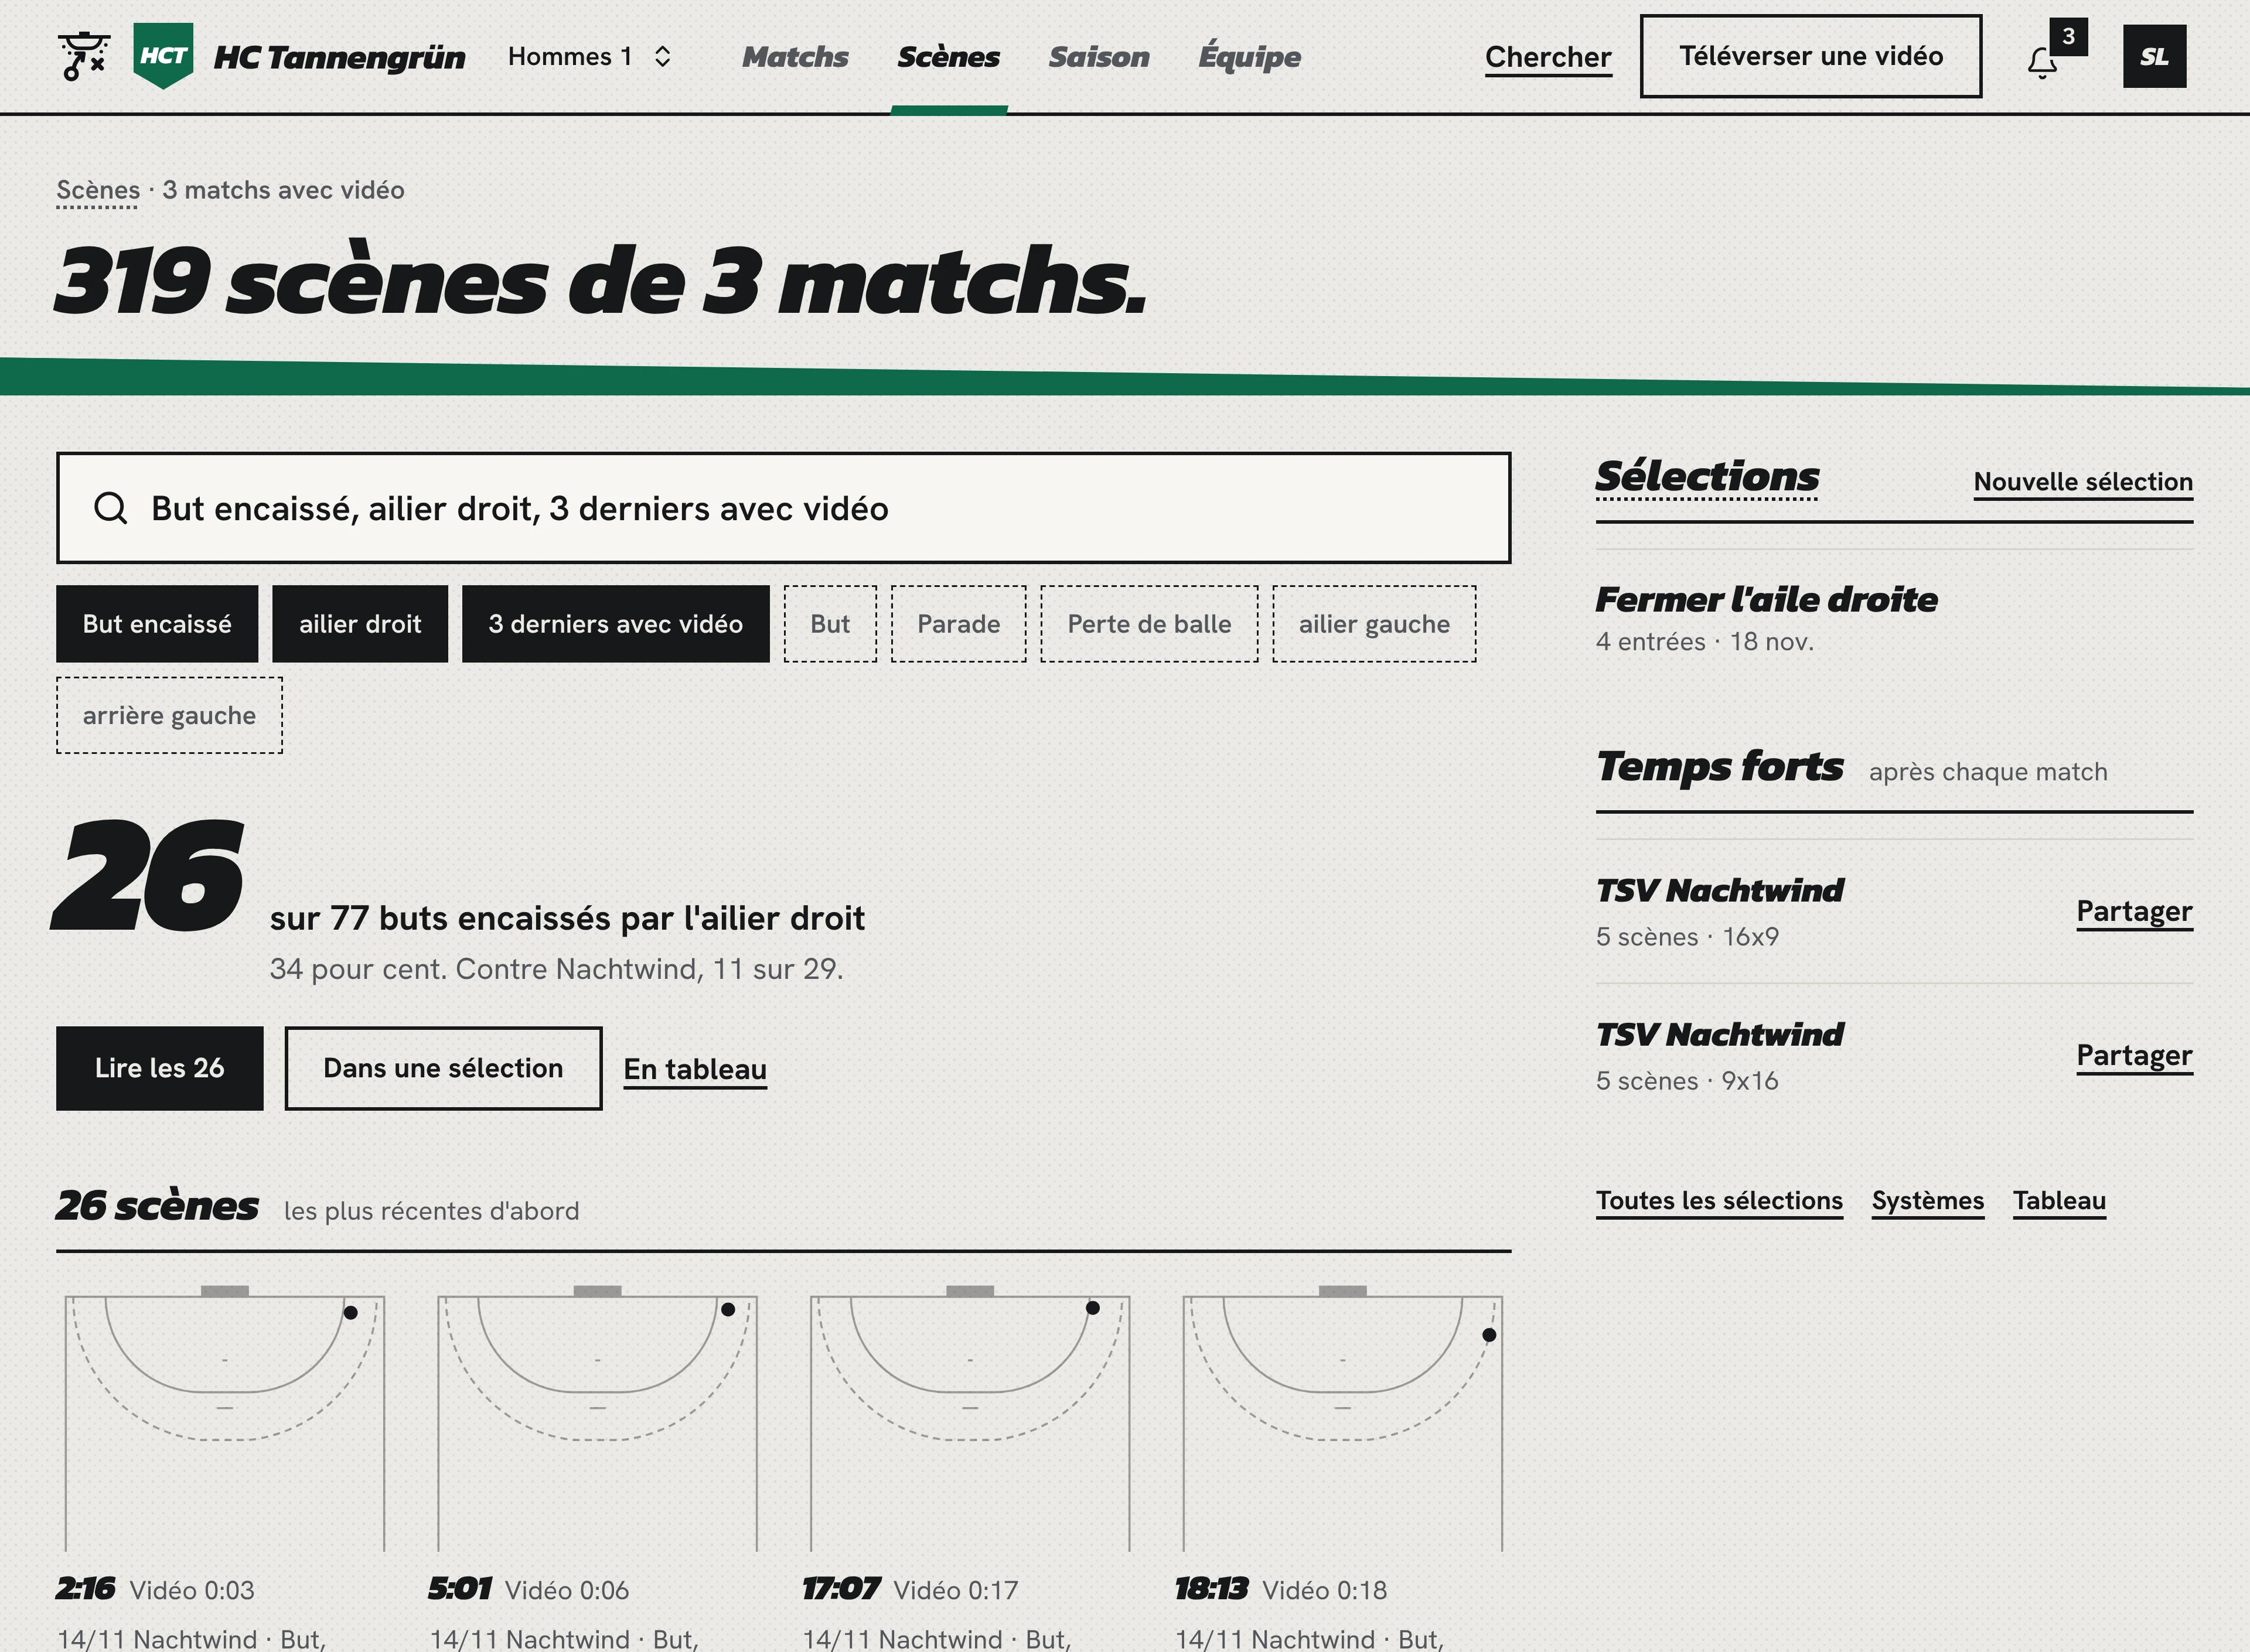 HCT HC Tannengrün Hommes 1 Matchs Scènes Saison Équipe Chercher Téléverser une vidéo 3 SL
Scènes · 3 matchs avec vidéo
319 scènes de 3 matchs.
But encaissé, ailier droit, 3 derniers avec vidéo
But encaissé ailier droit 3 derniers avec vidéo But Parade Perte de balle ailier gauche
arrière gauche
26 sur 77 buts encaissés par l'ailier droit
34 pour cent. Contre Nachtwind, 11 sur 29.
Lire les 26 Dans une sélection En tableau
26 scènes les plus récentes d'abord
2:16 Vidéo 0:03
14/11 Nachtwind · But,
5:01 Vidéo 0:06
14/11 Nachtwind · But,
17:07 Vidéo 0:17
14/11 Nachtwind · But,
18:13 Vidéo 0:18
14/11 Nachtwind · But,
Sélections Nouvelle sélection
Fermer l'aile droite
4 entrées · 18 nov.
Temps forts après chaque match
TSV Nachtwind Partager
5 scènes · 16x9
TSV Nachtwind Partager
5 scènes · 9x16
Toutes les sélections Systèmes Tableau